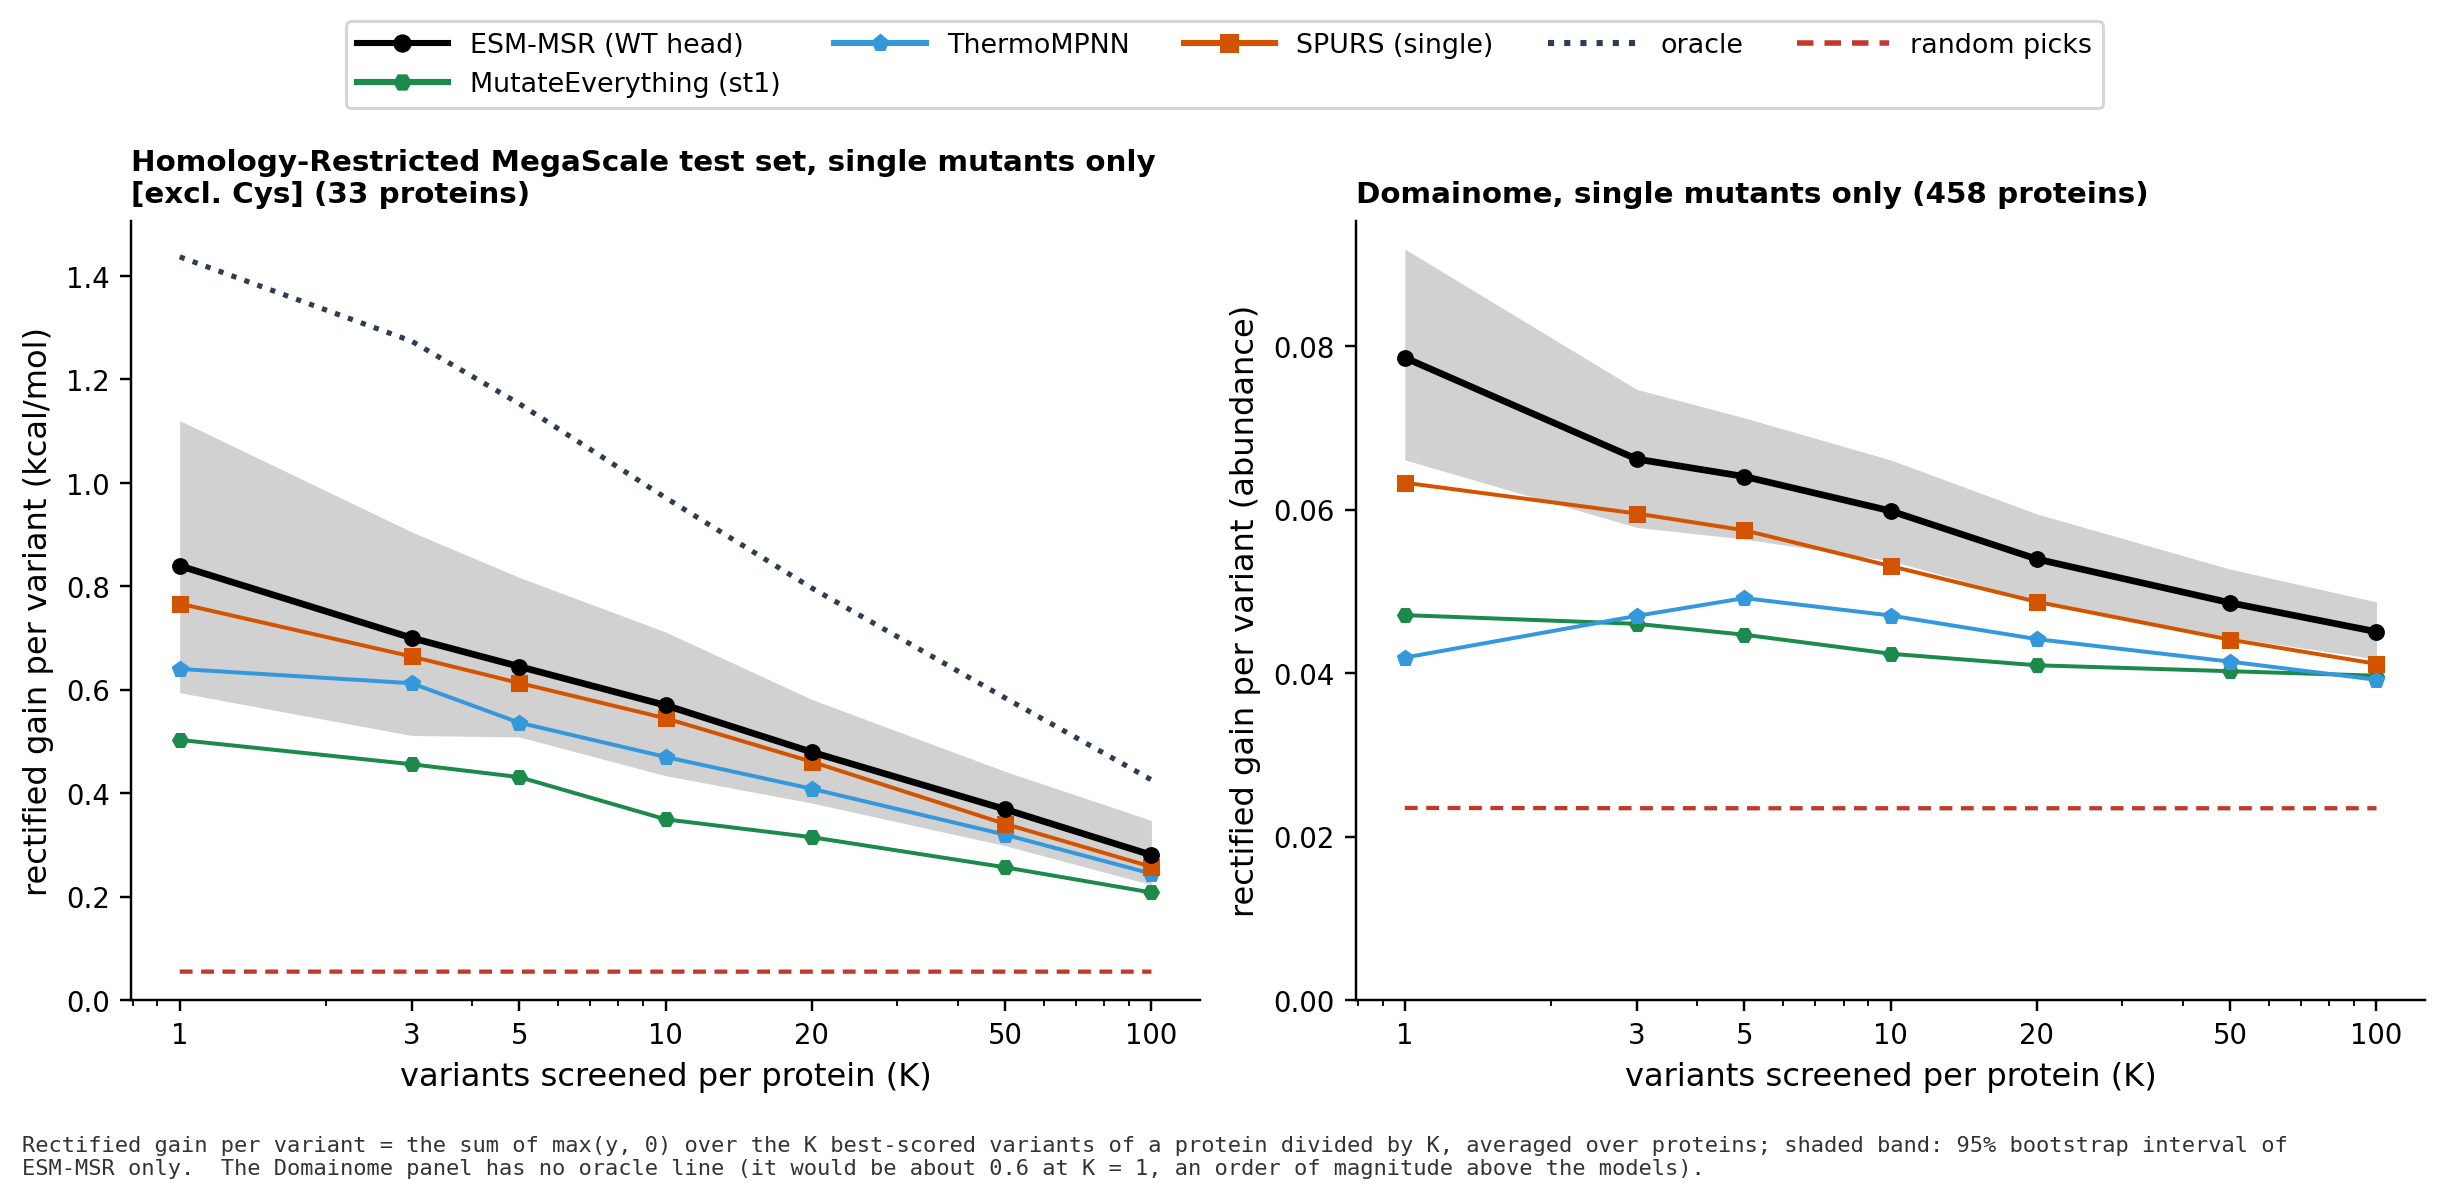 ESM-MSR (WT head)
MutateEverything (st1)
ThermoMPNN
SPURS (single)
oracle
random picks
Homology-Restricted MegaScale test set, single mutants only
[excl. Cys] (33 proteins)
rectified gain per variant (kcal/mol)
1.4
1.2
1.0
0.8
0.6
0.4
0.2
0.0
1
3
5
10
20
50
100
variants screened per protein (K)
Domainome, single mutants only (458 proteins)
rectified gain per variant (abundance)
0.08
0.06
0.04
0.02
0.00
1
3
5
10
20
50
100
variants screened per protein (K)
Rectified gain per variant = the sum of max(y, 0) over the K best-scored variants of a protein divided by K, averaged over proteins; shaded band: 95% bootstrap interval of
ESM-MSR only.  The Domainome panel has no oracle line (it would be about 0.6 at K = 1, an order of magnitude above the models).